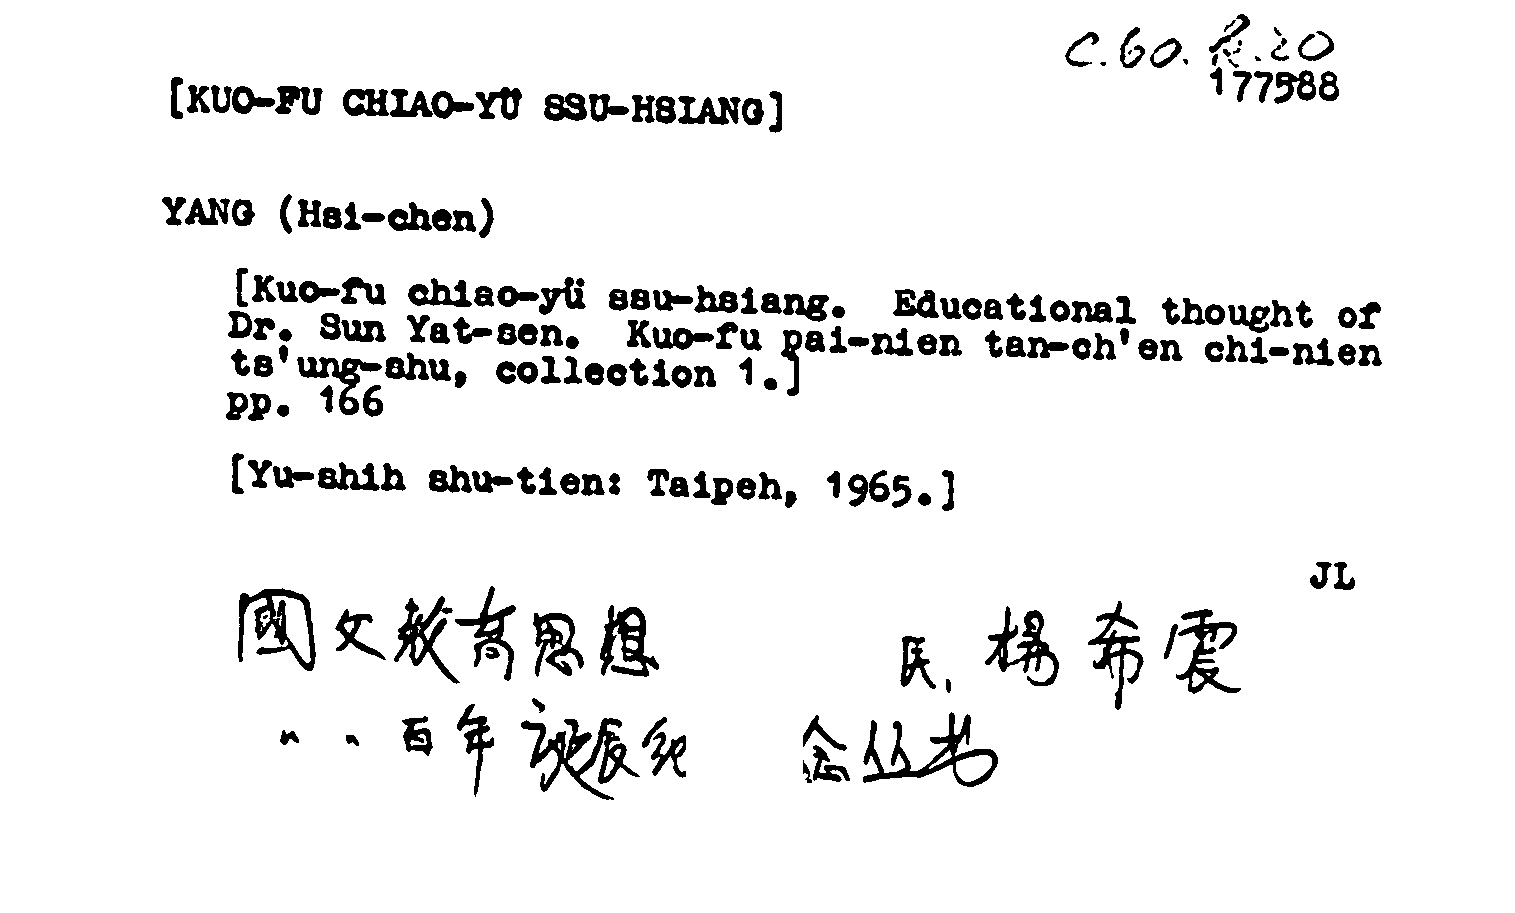 C.60.k.20
177588
[KUO-FU CHIAO-YÜ SSU-HSIANG]
YANG (Hsi-chen)
[Kuo-fu chiao-yü ssu-hsiang. Educational thought of
Dr. Sun Yat-sen. Kuo-fu pai-nien tan-ch'en chi-nien
ts'ung-shu, collection 1.]
pp. 166
[Yu-shih shu-tien: Taipeh, 1965.]
JL
國父教育思想 民. 楊希震
〃 〃 百年誕辰紀念丛书